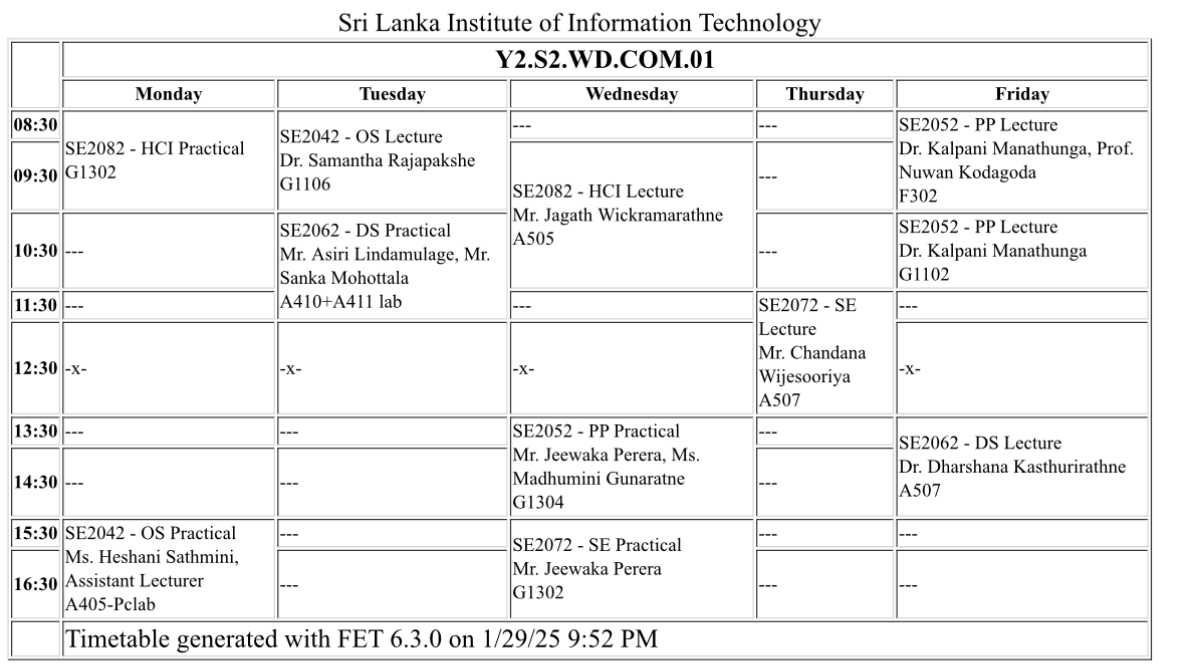 Sri Lanka Institute of Information Technology
Y2.S2.WD.COM.01
Monday Tuesday Wednesday Thursday Friday
08:30
SE2082 - HCI Practical
G1302
SE2042 - OS Lecture
Dr. Samantha Rajapakshe
G1106
---
---
SE2052 - PP Lecture
Dr. Kalpani Manathunga, Prof.
Nuwan Kodagoda
F302
09:30
SE2082 - HCI Lecture
Mr. Jagath Wickramarathne
A505
---
10:30
---
SE2062 - DS Practical
Mr. Asiri Lindamulage, Mr.
Sanka Mohottala
A410+A411 lab
---
SE2052 - PP Lecture
Dr. Kalpani Manathunga
G1102
11:30
---
---
SE2072 - SE
Lecture
Mr. Chandana
Wijesooriya
A507
---
12:30
-x-
-x-
-x-
-x-
13:30
---
---
SE2052 - PP Practical
Mr. Jeewaka Perera, Ms.
Madhumini Gunaratne
G1304
---
SE2062 - DS Lecture
Dr. Dharshana Kasthurirathne
A507
14:30
---
---
---
15:30
SE2042 - OS Practical
Ms. Heshani Sathmini,
Assistant Lecturer
A405-Pclab
---
SE2072 - SE Practical
Mr. Jeewaka Perera
G1302
---
---
16:30
---
---
---
Timetable generated with FET 6.3.0 on 1/29/25 9:52 PM